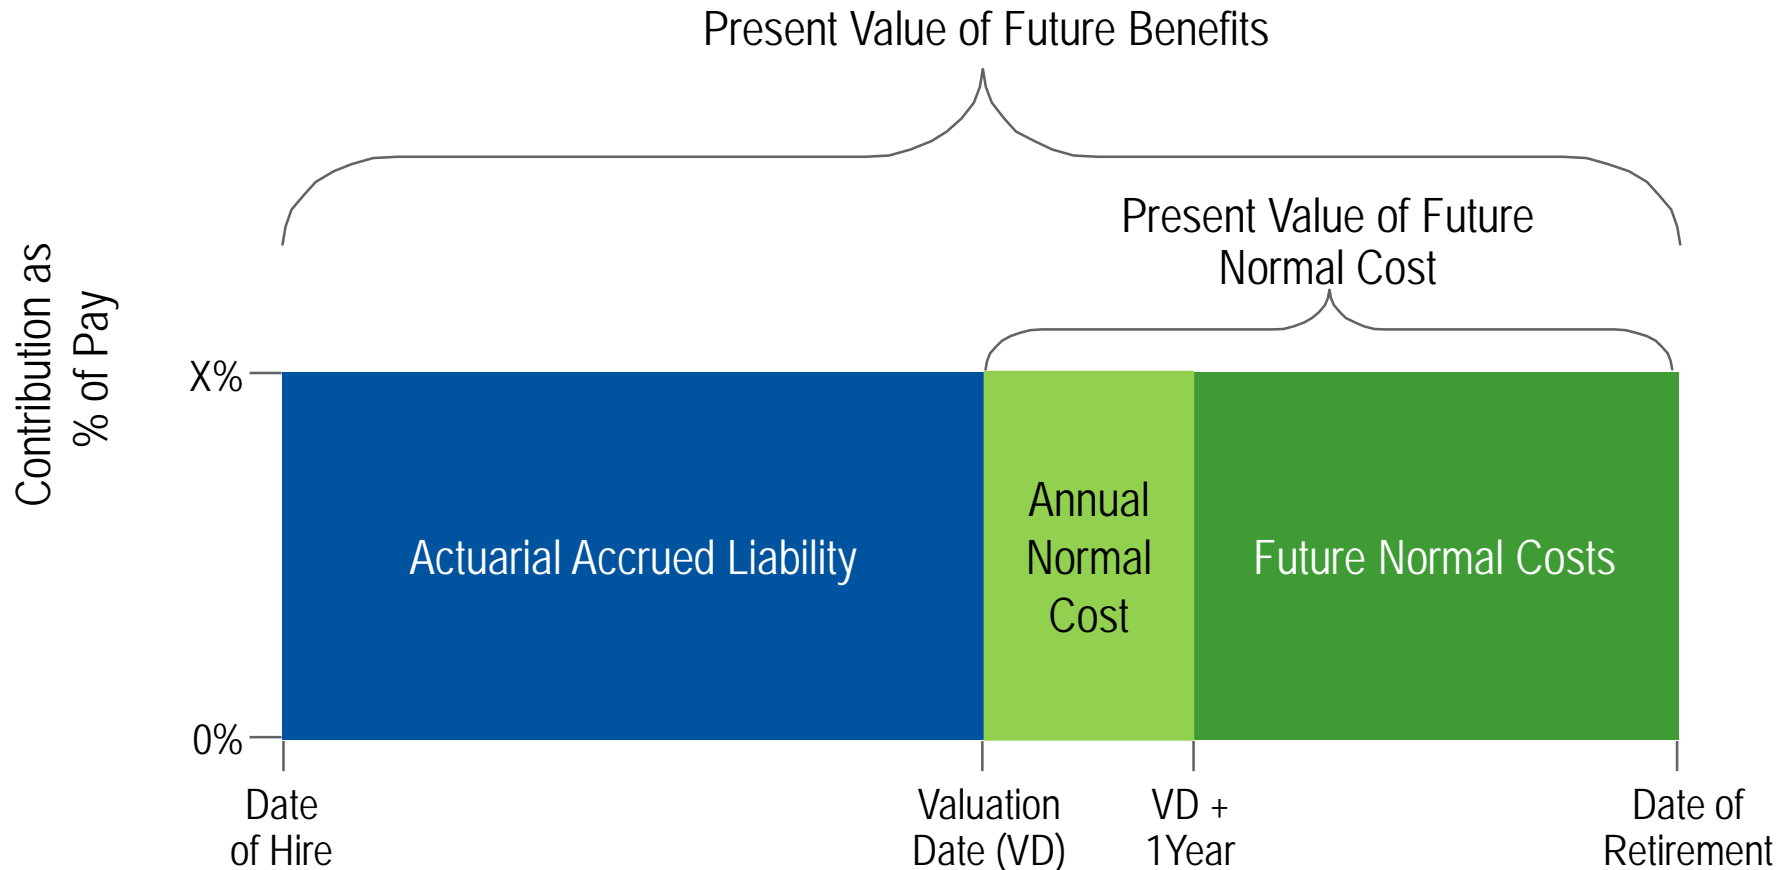 Present Value of Future Benefits
Present Value of Future
Normal Cost
Contribution as
% of Pay
X%
Actuarial Accrued Liability
Annual
Normal
Cost
Future Normal Costs
0%
Date
of Hire
Valuation
Date (VD)
VD +
1Year
Date of
Retirement